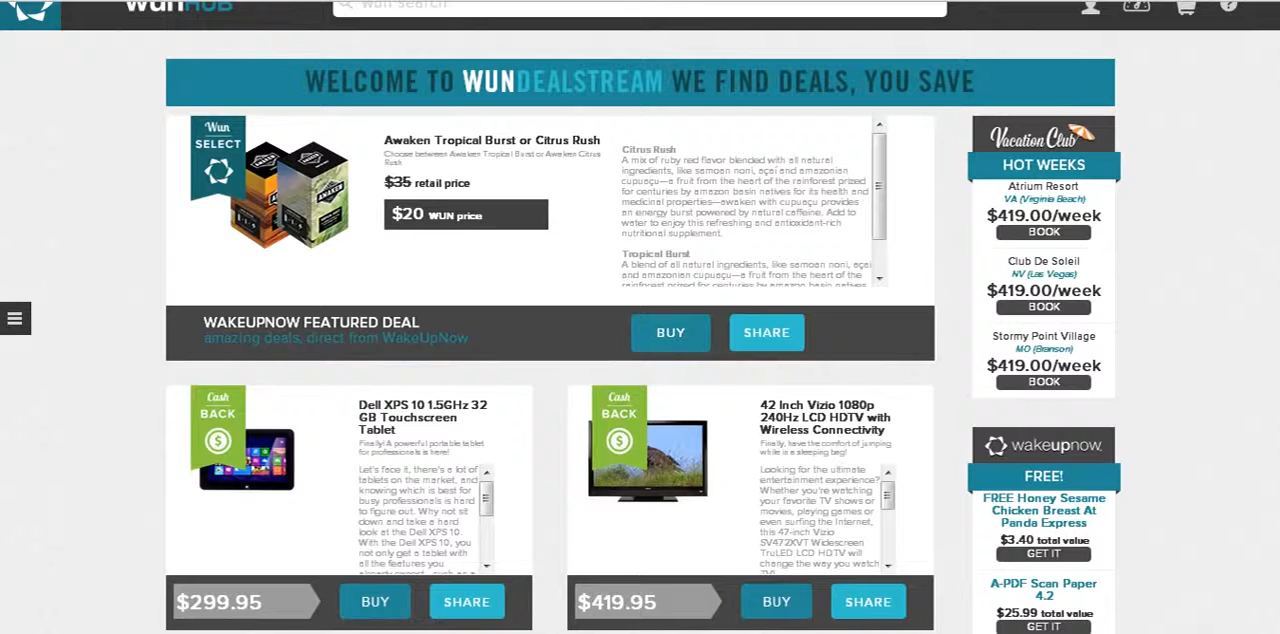 wunHUB
wun search
WELCOME TO WUNDEALSTREAM WE FIND DEALS, YOU SAVE
Wun
SELECT
AWAKEN
Awaken Tropical Burst or Citrus Rush
Choose between Awaken Tropical Burst or Awaken Citrus
Rush
$35 retail price
$20 WUN price
Citrus Rush
A mix of ruby red flavor blended with all natural
ingredients, like samoan noni, açaí and amazonian
cupuaçu—a fruit from the heart of the rainforest prized
for centuries by amazon basin natives for its health and
medicinal properties—awaken with cupuaçu provides
an energy burst powered by natural caffeine. Add to
water to enjoy this refreshing and antioxidant-rich
nutritional supplement.
Tropical Burst
A blend of all natural ingredients, like samoan noni, açaí
and amazonian cupuaçu—a fruit from the heart of the
rainforest prized for centuries by amazon basin natives
WAKEUPNOW FEATURED DEAL
amazing deals, direct from WakeUpNow
BUY
SHARE
Vacation Club
HOT WEEKS
Atrium Resort
VA (Virginia Beach)
$419.00/week
BOOK
Club De Soleil
NV (Las Vegas)
$419.00/week
BOOK
Stormy Point Village
MO (Branson)
$419.00/week
BOOK
Cash
BACK
Dell XPS 10 1.5GHz 32
GB Touchscreen
Tablet
Finally! A powerful portable tablet
for professionals is here!
Let's face it, there's a lot of
tablets on the market, and
knowing which is best for
busy professionals is hard
to figure out. Why not sit
down and take a hard
look at the Dell XPS 10.
With the Dell XPS 10, you
not only get a tablet with
all the features you
already expect, such as a
$299.95
BUY
SHARE
Cash
BACK
42 Inch Vizio 1080p
240Hz LCD HDTV with
Wireless Connectivity
Finally, have the comfort of jumping
while is a sleeping bag!
Looking for the ultimate
entertainment experience?
Whether you're watching
your favorite TV shows or
movies, playing games or
even surfing the Internet,
this 47-inch Vizio
SV472XVT Widescreen
TruLED LCD HDTV will
change the way you watch
TV!
$419.95
BUY
SHARE
wakeupnow
FREE!
FREE Honey Sesame
Chicken Breast At
Panda Express
$3.40 total value
GET IT
A-PDF Scan Paper
4.2
$25.99 total value
GET IT